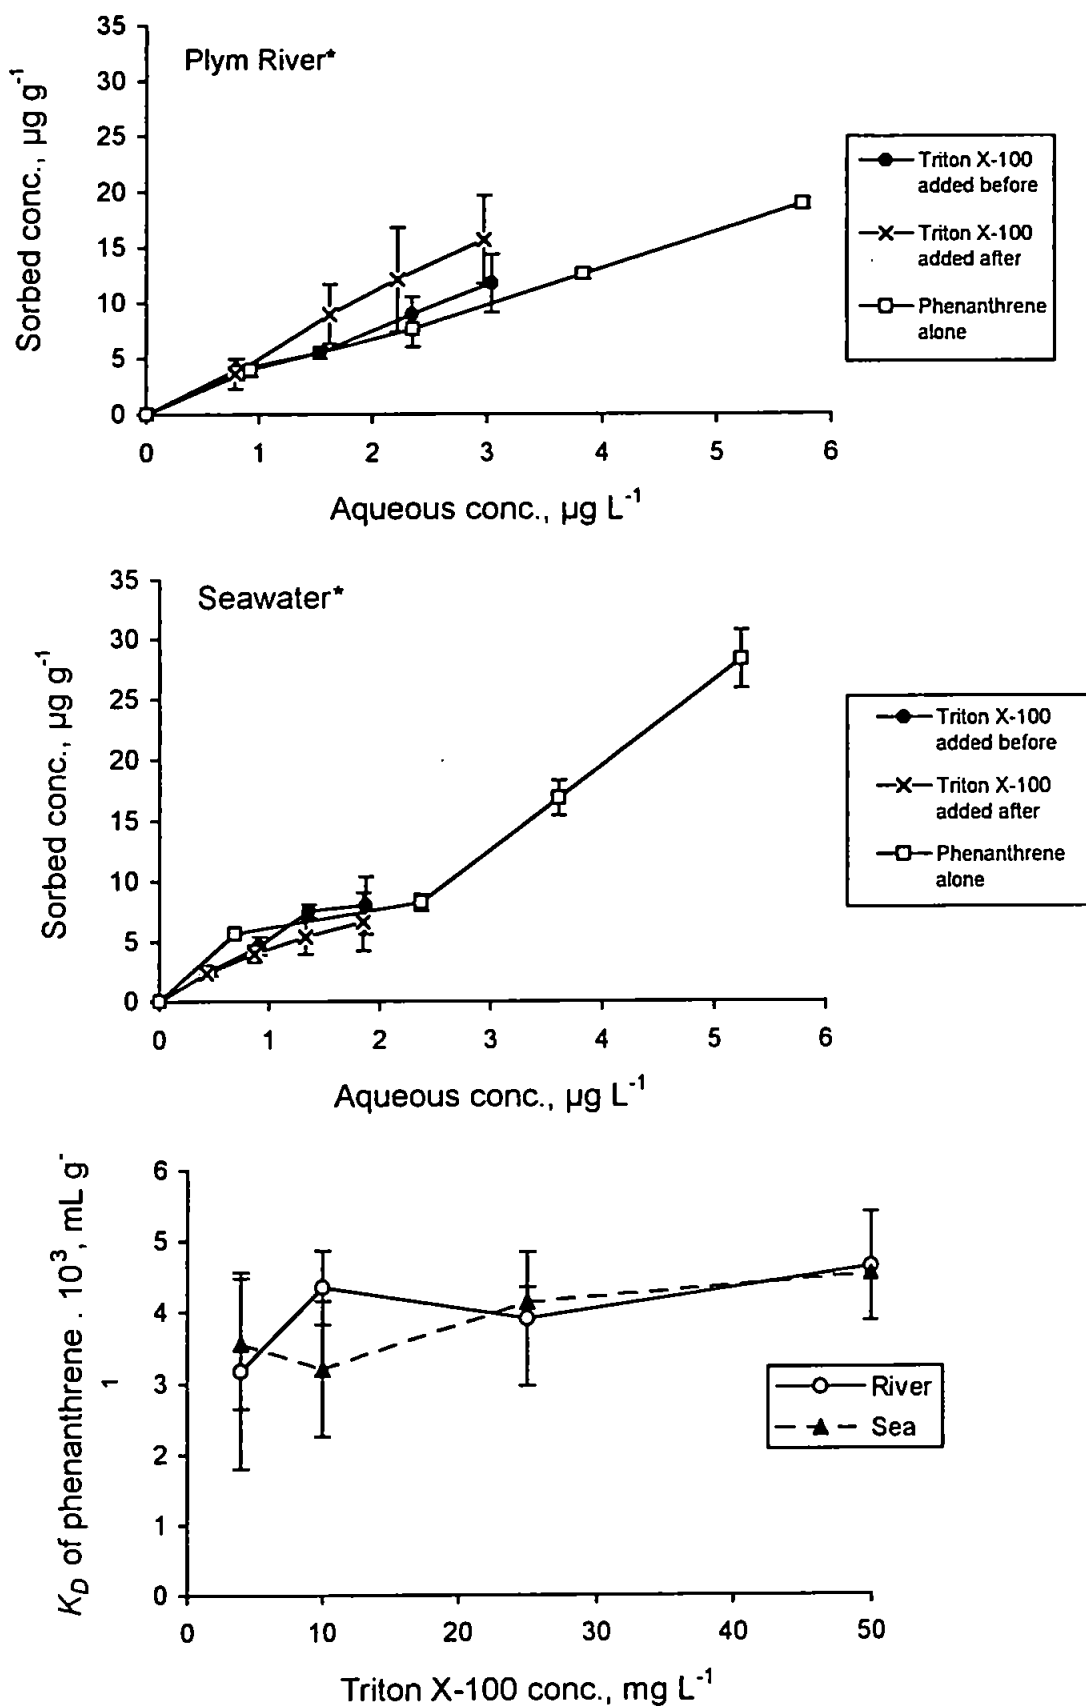 Plym River*
Sorbed conc., µg g⁻¹
35
30
25
20
15
10
5
0
0 1 2 3 4 5 6
Aqueous conc., µg L⁻¹
Triton X-100
added before
Triton X-100
added after
Phenanthrene
alone
Seawater*
Sorbed conc., µg g⁻¹
35
30
25
20
15
10
5
0
0 1 2 3 4 5 6
Aqueous conc., µg L⁻¹
Triton X-100
added before
Triton X-100
added after
Phenanthrene
alone
K_D of phenanthrene . 10³, mL g⁻
1
6
5
4
3
2
1
0
0 10 20 30 40 50
Triton X-100 conc., mg L⁻¹
River
Sea